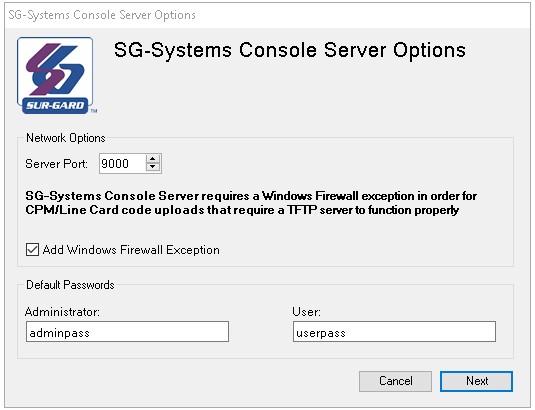 SG-Systems Console Server Options
SG-Systems Console Server Options
SUR-GARD
TM
Network Options
Server Port: 9000
SG-Systems Console Server requires a Windows Firewall exception in order for
CPM/Line Card code uploads that require a TFTP server to function properly
Add Windows Firewall Exception
Default Passwords
Administrator: User:
adminpass userpass
Cancel Next